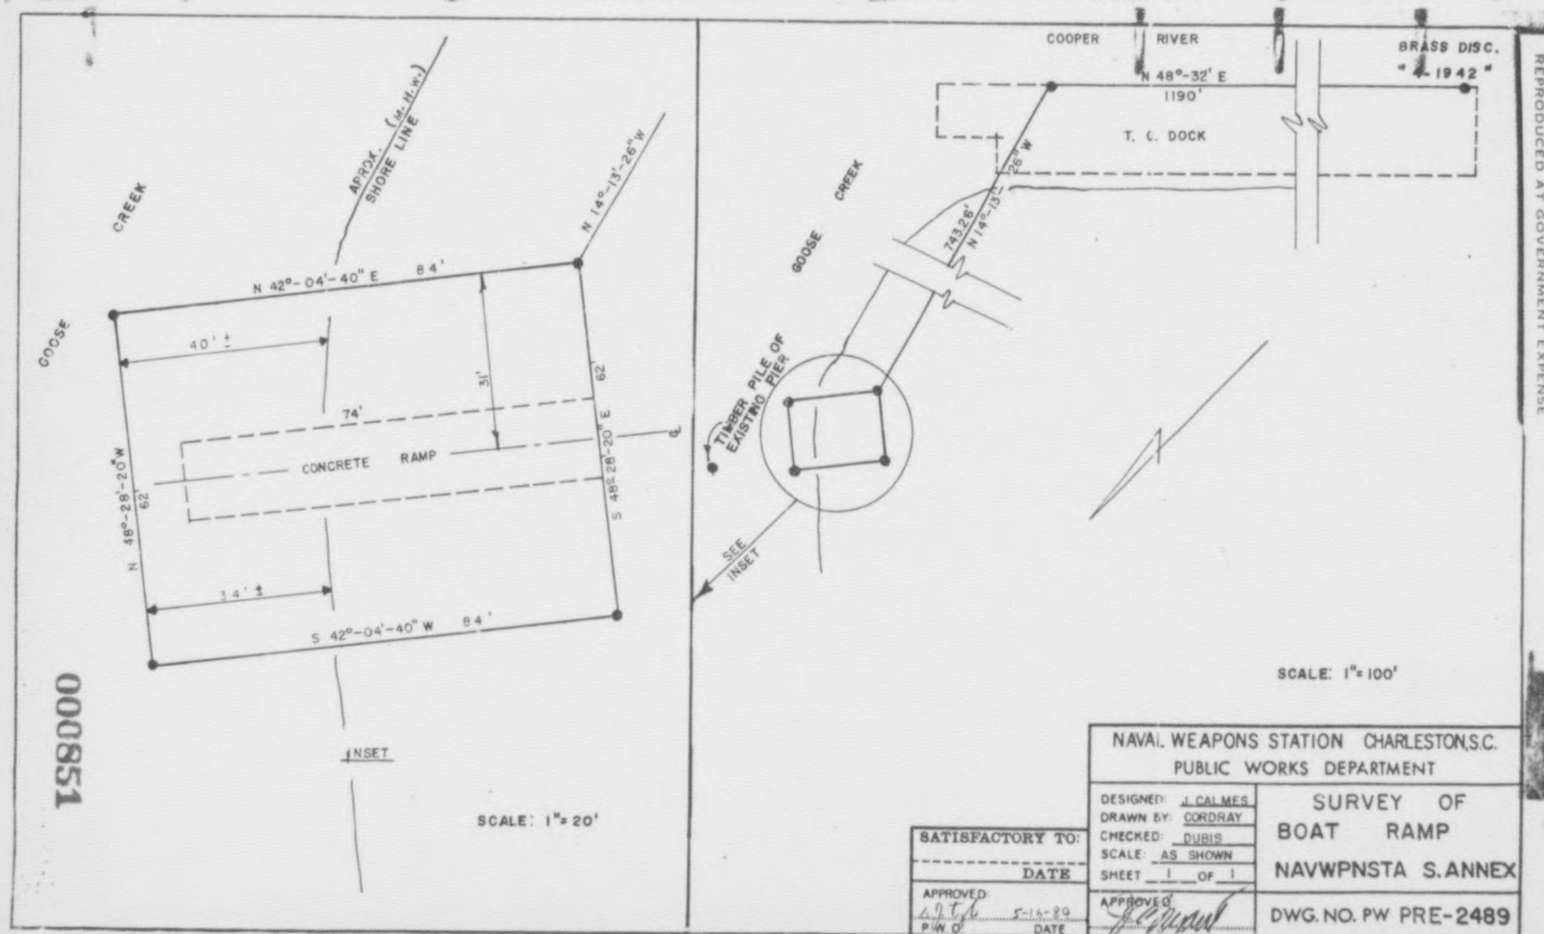 APROX. (M.H.W.)
SHORE LINE
N 14°-13'-26" W
GOOSE CREEK
N 42°-04'-40" E 84'
40' ±
31'
62'
74'
CONCRETE RAMP
℄
N 48°-28'-20" W
62'
S 48°28'-20" E
34' ±
S 42°-04'-40" W 84'
INSET
SCALE: 1"=20'
000851
COOPER RIVER
BRASS DISC.
-1942"
N 48°-32' E
1190'
T. C. DOCK
GOOSE CREEK
743.26'
N 14°-13'-26" W
TIMBER PILE OF
EXISTING PIER
SEE
INSET
SCALE: 1"=100'
REPRODUCED AT GOVERNMENT EXPENSE
NAVAL WEAPONS STATION CHARLESTON,S.C.
PUBLIC WORKS DEPARTMENT
DESIGNED: J. CALMES
DRAWN BY: CORDRAY
CHECKED: DUBIS
SCALE: AS SHOWN
SHEET 1 OF 1
SURVEY OF
BOAT RAMP
NAVWPNSTA S.ANNEX
SATISFACTORY TO:
DATE
APPROVED:
P W O DATE
APPROVED
DWG. NO. PW PRE-2489